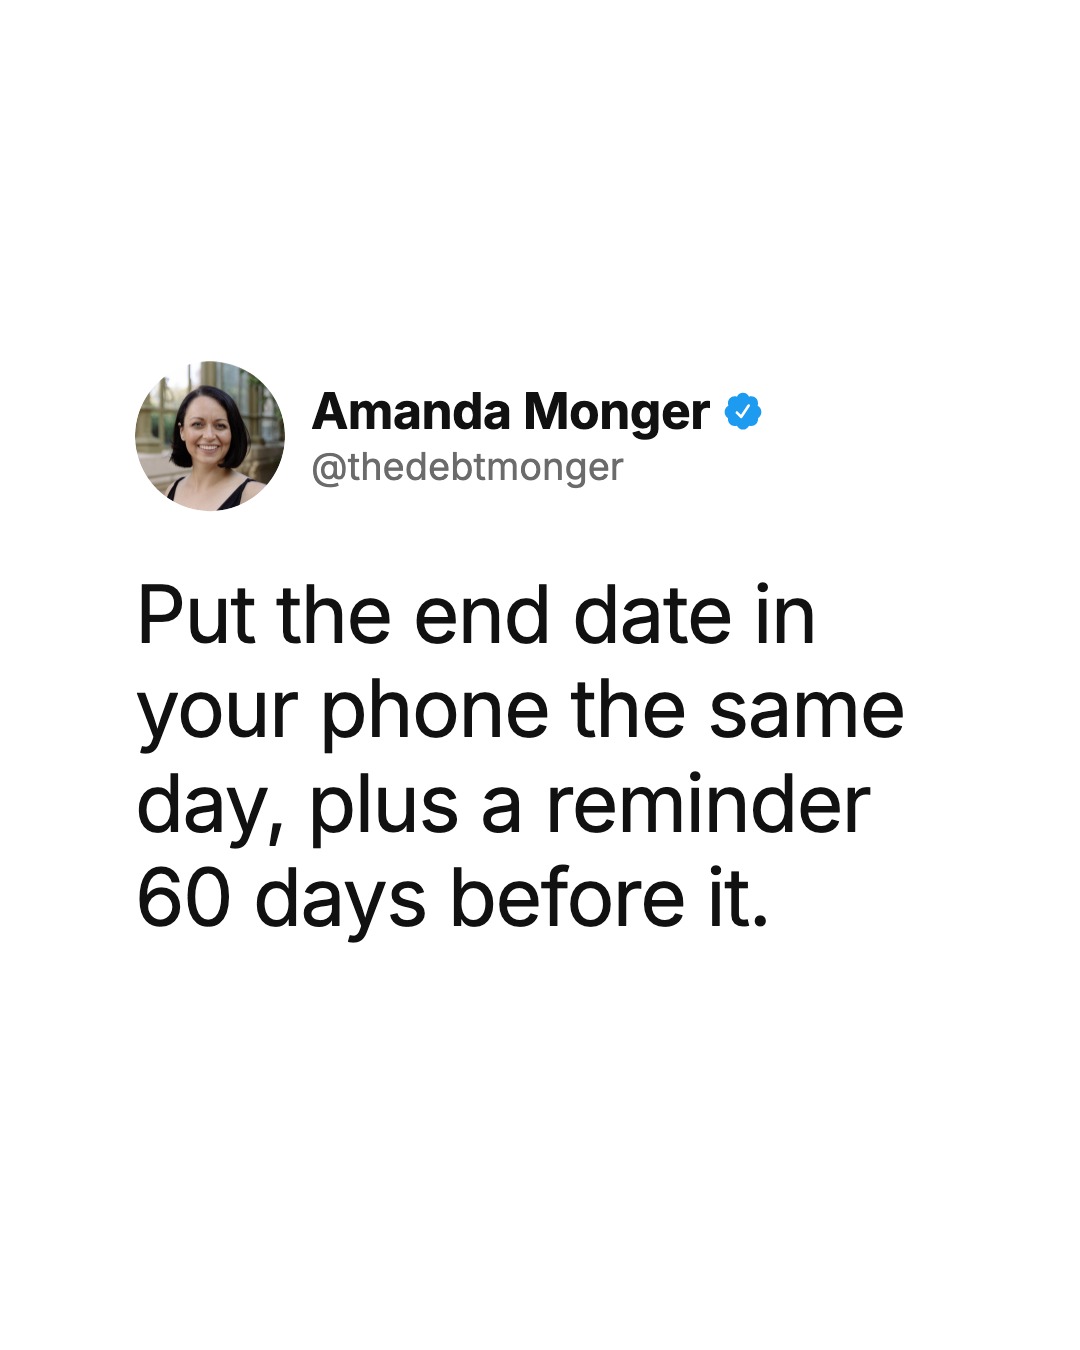 Amanda Monger
@thedebtmonger
Put the end date in
your phone the same
day, plus a reminder
60 days before it.